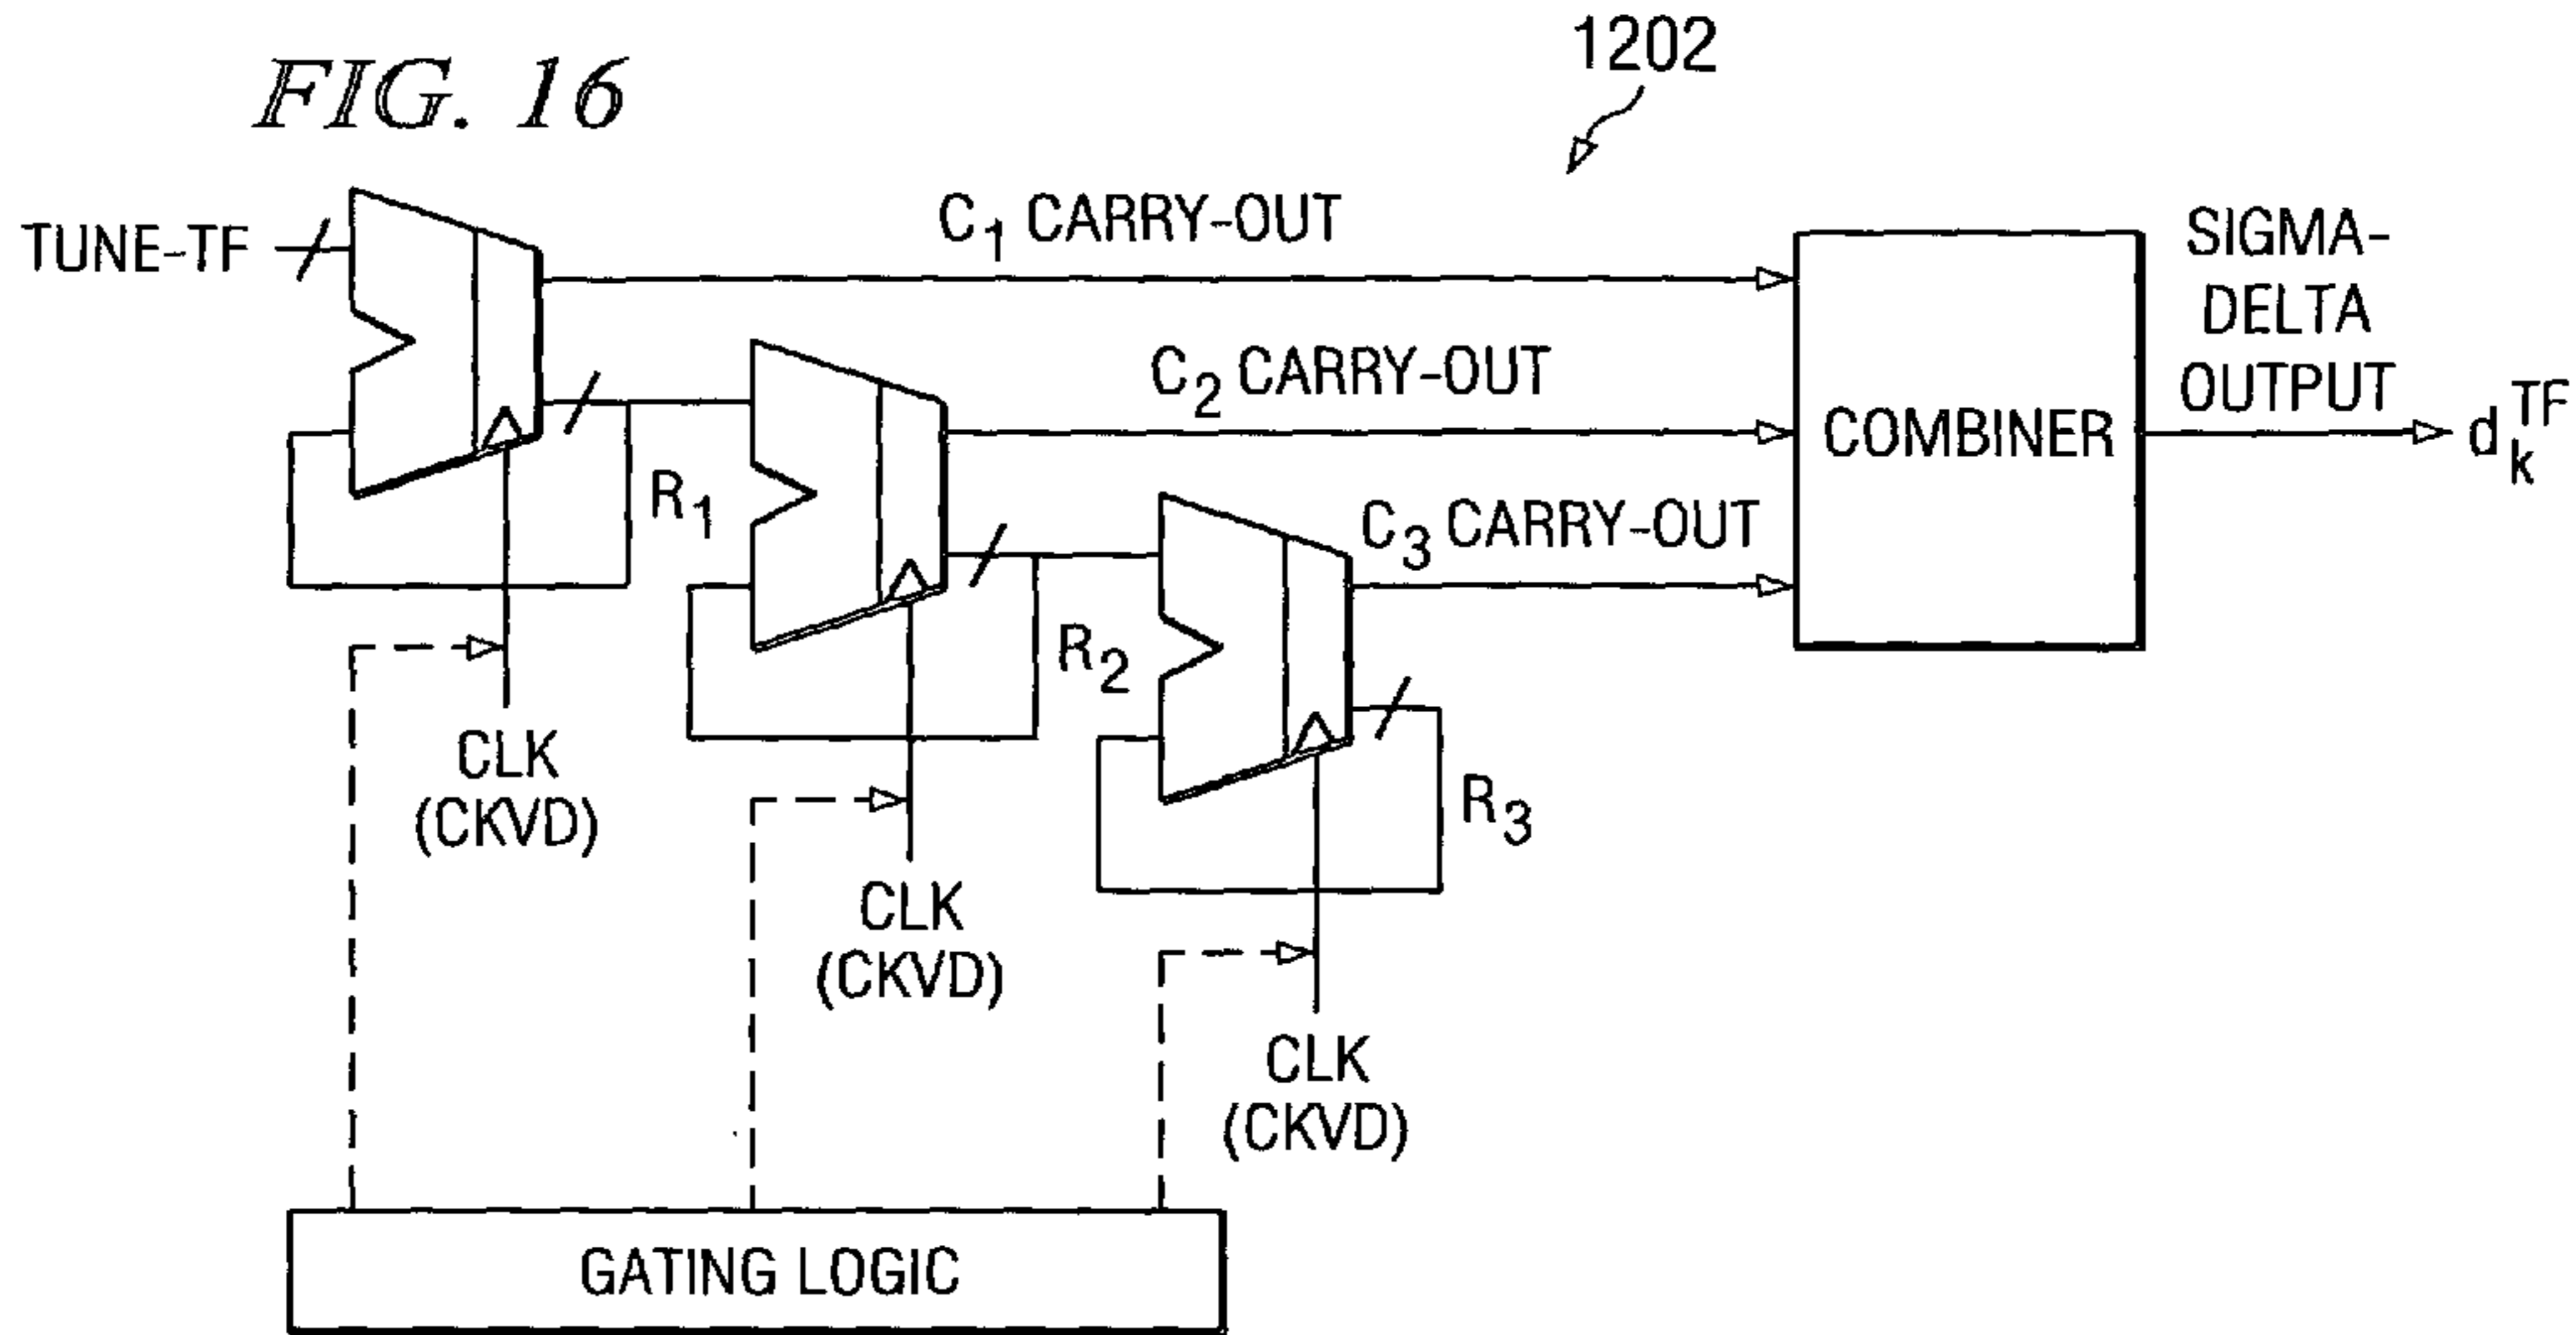 FIG. 16
1202
TUNE-TF
C1 CARRY-OUT
C2 CARRY-OUT
C3 CARRY-OUT
COMBINER
SIGMA-
DELTA
OUTPUT
d_k^TF
R1
R2
R3
CLK
(CKVD)
CLK
(CKVD)
CLK
(CKVD)
GATING LOGIC